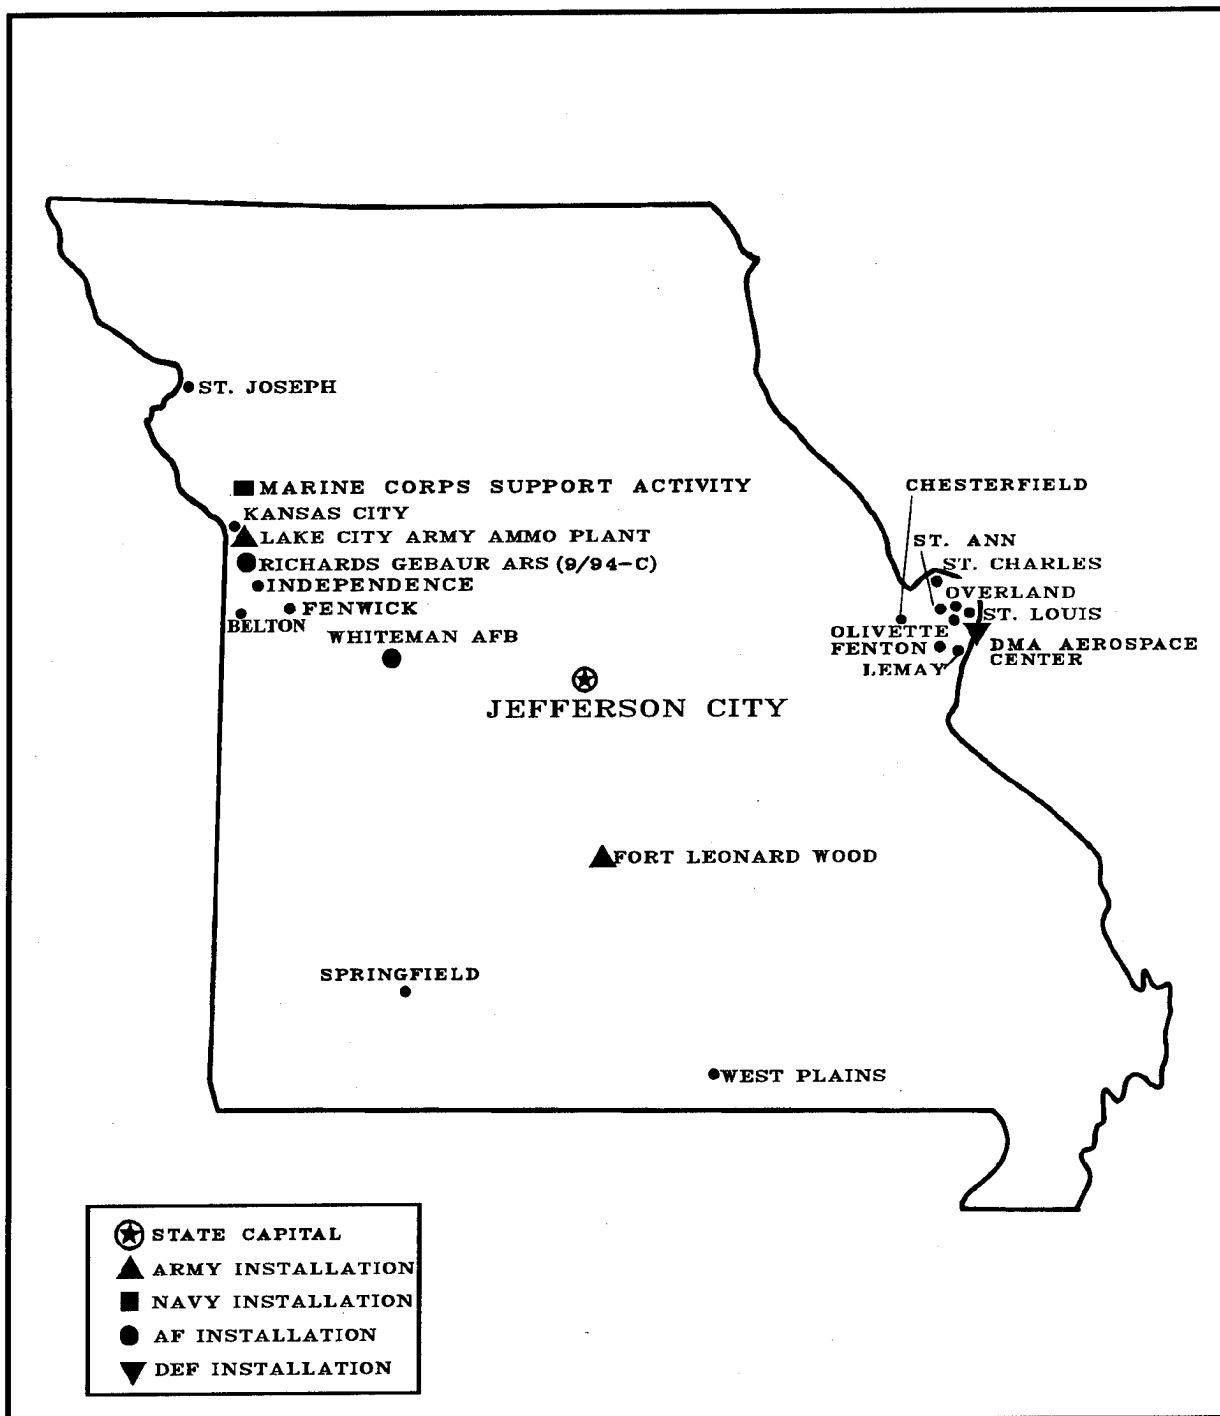 ST. JOSEPH
MARINE CORPS SUPPORT ACTIVITY
KANSAS CITY
LAKE CITY ARMY AMMO PLANT
RICHARDS GEBAUR ARS (9/94-C)
INDEPENDENCE
FENWICK
BELTON
WHITEMAN AFB
JEFFERSON CITY
CHESTERFIELD
ST. ANN
ST. CHARLES
OVERLAND
ST. LOUIS
OLIVETTE
FENTON
LEMAY
DMA AEROSPACE
CENTER
FORT LEONARD WOOD
SPRINGFIELD
WEST PLAINS
STATE CAPITAL
ARMY INSTALLATION
NAVY INSTALLATION
AF INSTALLATION
DEF INSTALLATION